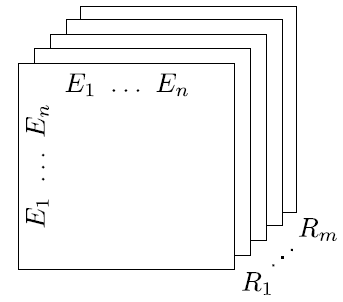 E₁ … Eₙ
E₁ … Eₙ
Rₘ
⋰
R₁